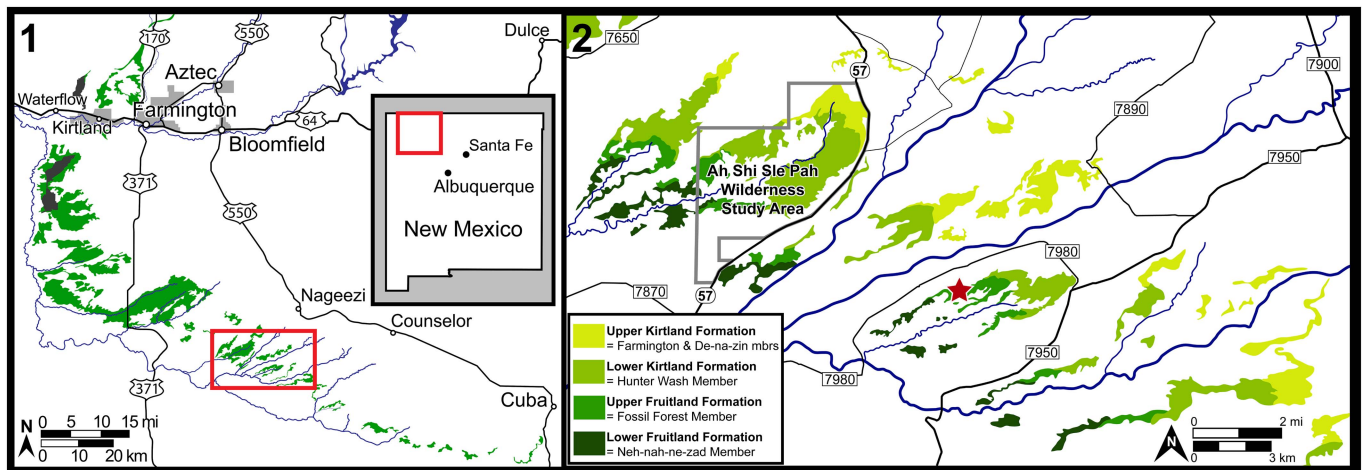 1
170
550
Dulce
Aztec
Waterflow
Farmington
Kirtland
64
Bloomfield
371
550
Santa Fe
Albuquerque
New Mexico
Nageezi
Counselor
371
Cuba
N
0 5 10 15 mi
0 10 20 km
2
7650
57
7900
7890
7950
Ah Shi Sle Pah
Wilderness
Study Area
7980
7870
57
7950
7980
Upper Kirtland Formation
= Farmington & De-na-zin mbrs
Lower Kirtland Formation
= Hunter Wash Member
Upper Fruitland Formation
= Fossil Forest Member
Lower Fruitland Formation
= Neh-nah-ne-zad Member
N
0 2 mi
0 3 km